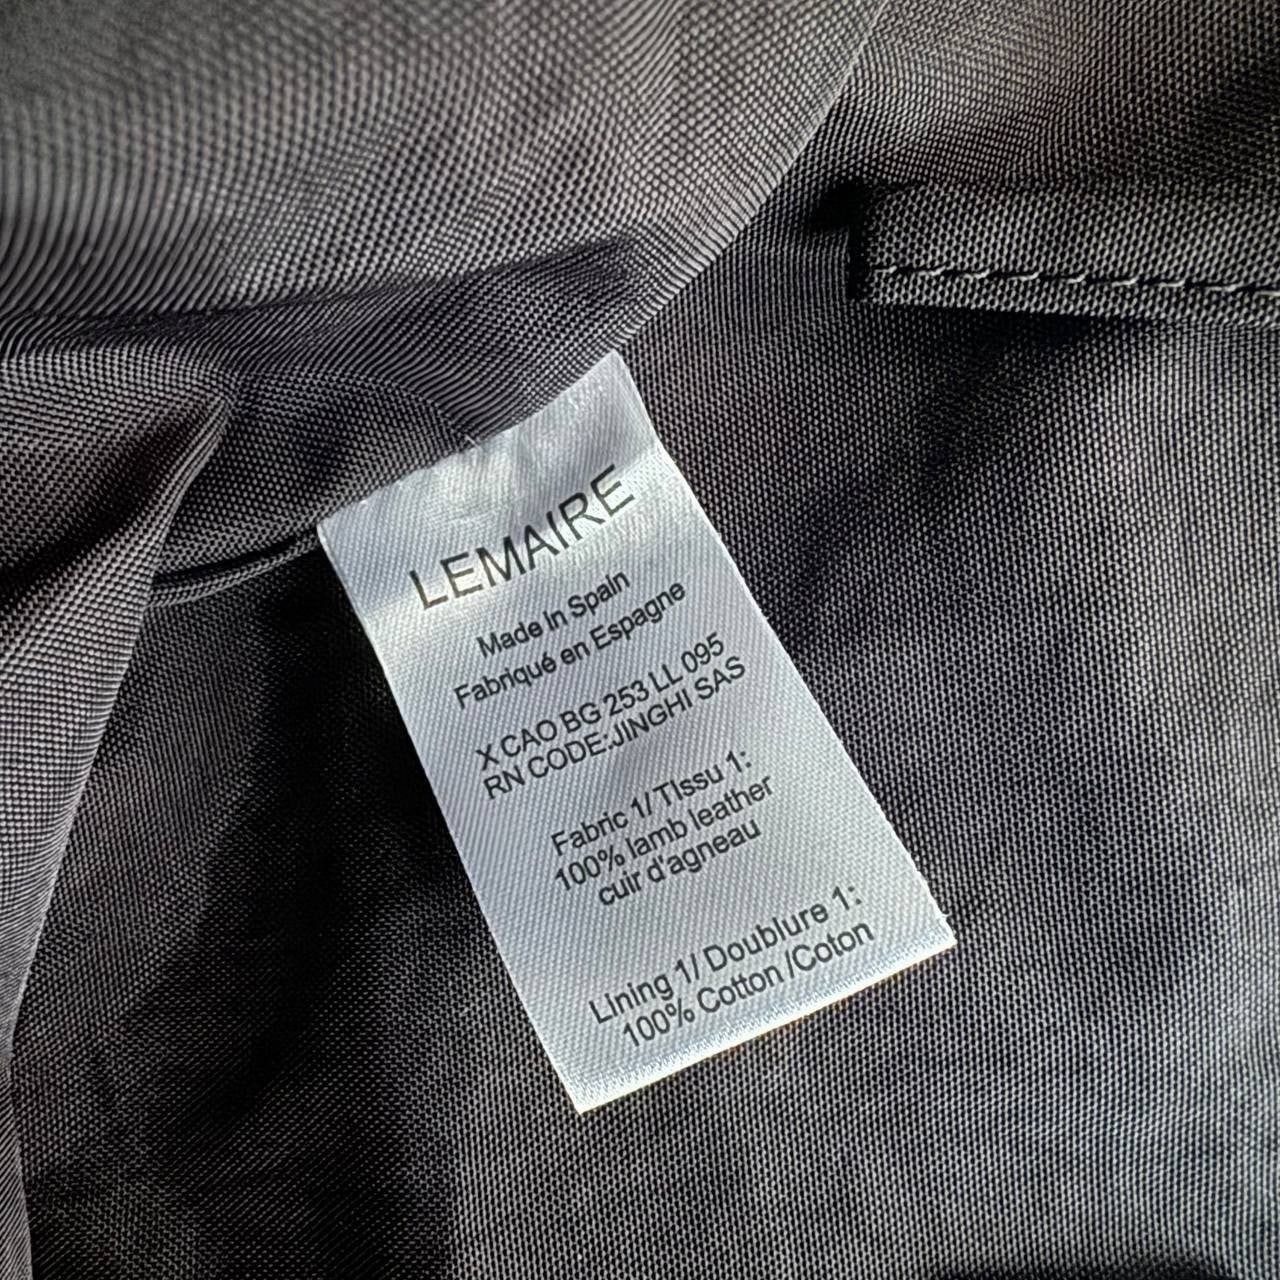 LEMAIRE
Made In Spain
Fabriqué en Espagne
X CAO BG 253 LL 095
RN CODE:JINGHI SAS
Fabric 1/ TIssu 1:
100% lamb leather
cuir d'agneau
LIning 1/ Doublure 1:
100% Cotton /Coton